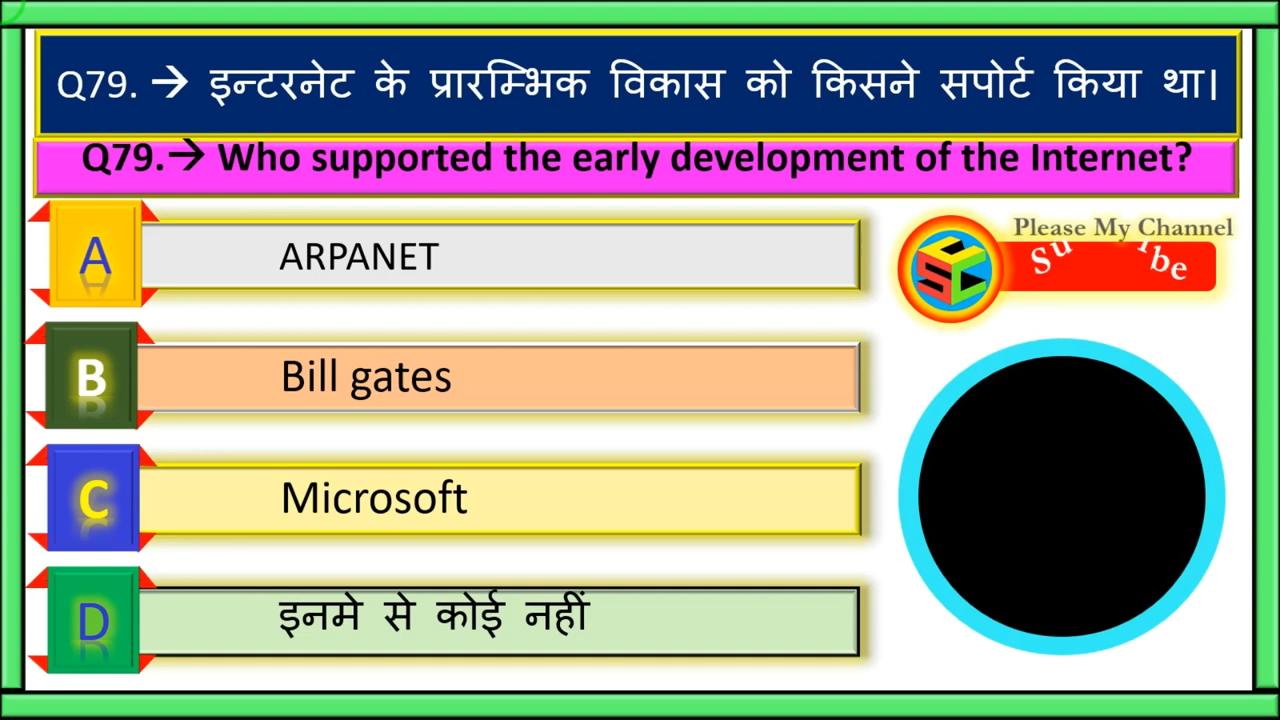 Q79. → इन्टरनेट के प्रारम्भिक विकास को किसने सपोर्ट किया था।
Q79.→ Who supported the early development of the Internet?
A ARPANET
Please My Channel
B Bill gates
C Microsoft
D इनमे से कोई नहीं